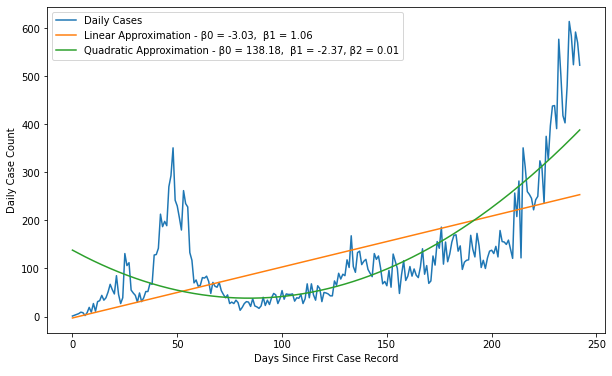 Daily Cases
Linear Approximation - β0 = -3.03,  β1 = 1.06
Quadratic Approximation - β0 = 138.18,  β1 = -2.37, β2 = 0.01
600
500
400
300
200
100
0
Daily Case Count
0 50 100 150 200 250
Days Since First Case Record